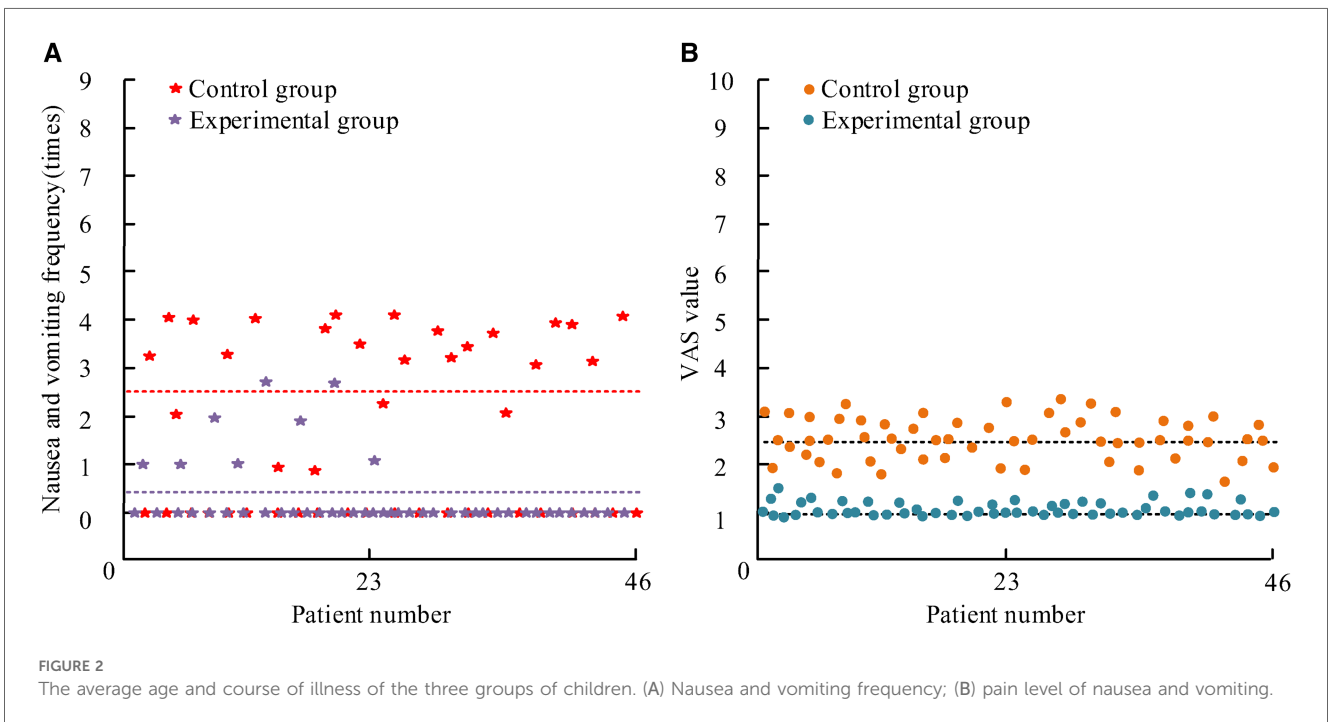 A
B
9
8
7
6
5
4
3
2
1
0
0
23
46
Nausea and vomiting frequency(times)
Patient number
Control group
Experimental group
10
9
8
7
6
5
4
3
2
1
0
23
46
VAS value
Patient number
Control group
Experimental group
FIGURE 2
The average age and course of illness of the three groups of children. (A) Nausea and vomiting frequency; (B) pain level of nausea and vomiting.